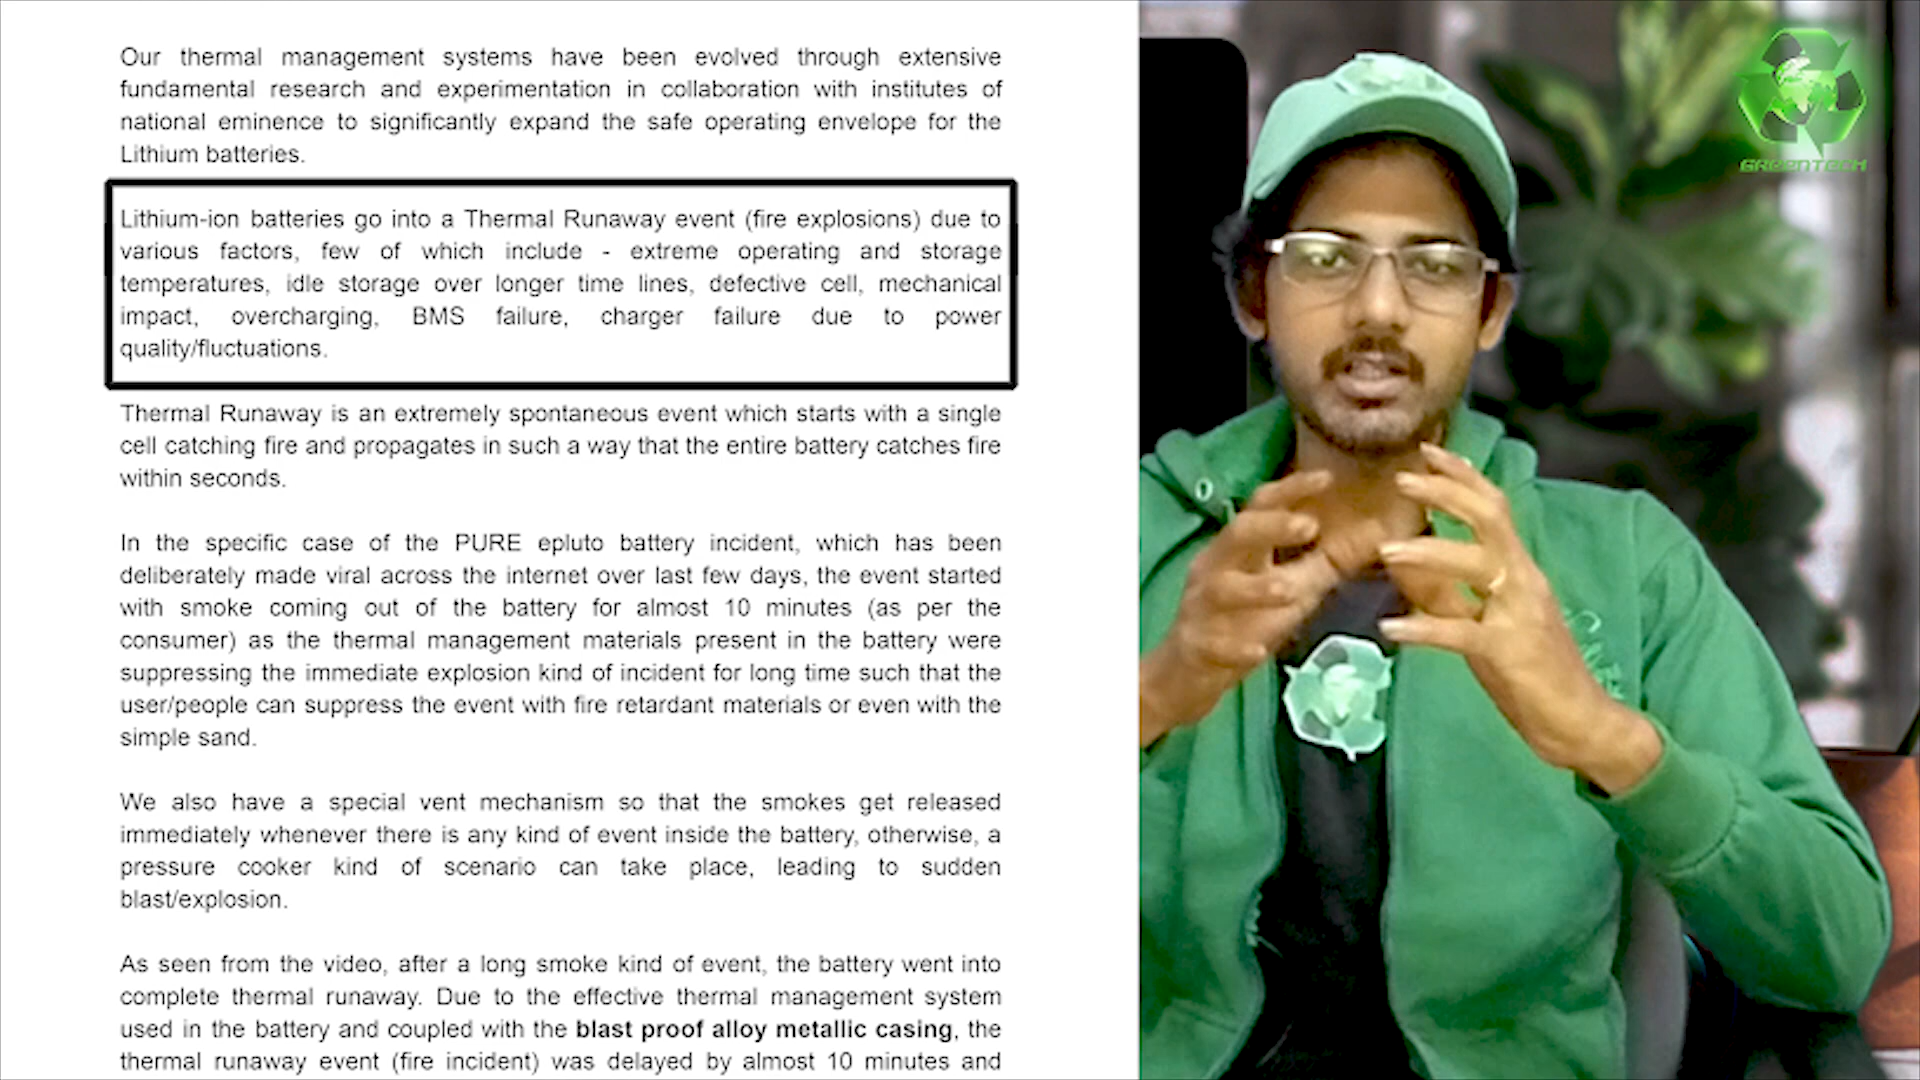 Our thermal management systems have been evolved through extensive
fundamental research and experimentation in collaboration with institutes of
national eminence to significantly expand the safe operating envelope for the
Lithium batteries.
Lithium-ion batteries go into a Thermal Runaway event (fire explosions) due to
various factors, few of which include - extreme operating and storage
temperatures, idle storage over longer time lines, defective cell, mechanical
impact, overcharging, BMS failure, charger failure due to power
quality/fluctuations.
Thermal Runaway is an extremely spontaneous event which starts with a single
cell catching fire and propagates in such a way that the entire battery catches fire
within seconds.
In the specific case of the PURE epluto battery incident, which has been
deliberately made viral across the internet over last few days, the event started
with smoke coming out of the battery for almost 10 minutes (as per the
consumer) as the thermal management materials present in the battery were
suppressing the immediate explosion kind of incident for long time such that the
user/people can suppress the event with fire retardant materials or even with the
simple sand.
We also have a special vent mechanism so that the smokes get released
immediately whenever there is any kind of event inside the battery, otherwise, a
pressure cooker kind of scenario can take place, leading to sudden
blast/explosion.
As seen from the video, after a long smoke kind of event, the battery went into
complete thermal runaway. Due to the effective thermal management system
used in the battery and coupled with the blast proof alloy metallic casing, the
thermal runaway event (fire incident) was delayed by almost 10 minutes and
GREENTECH